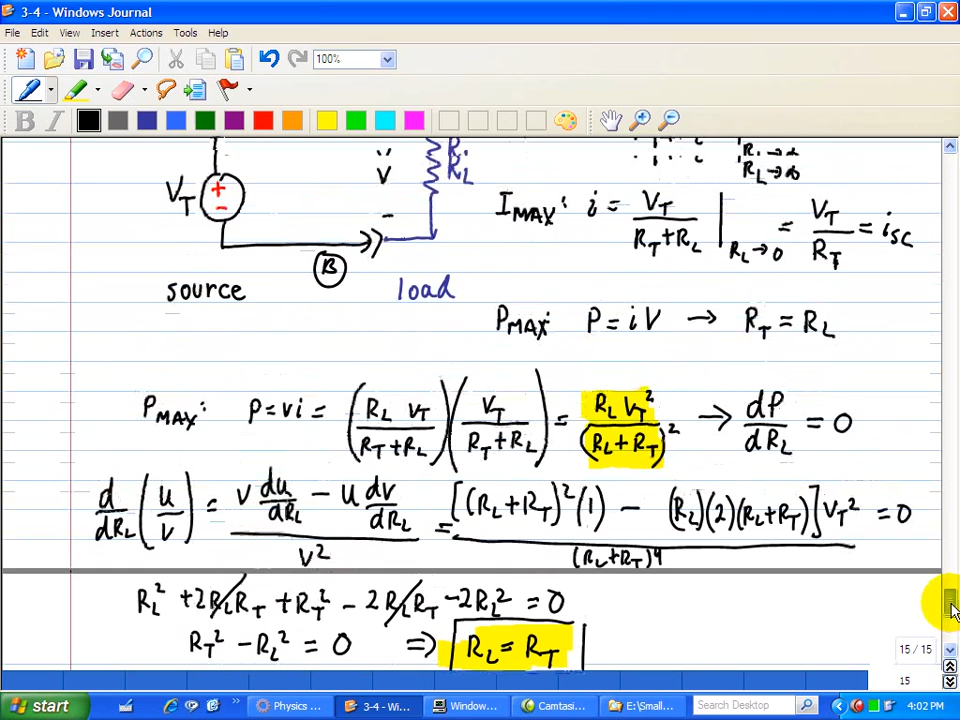 3-4 - Windows Journal
File Edit View Insert Actions Tools Help
100%
B I
R_L
V_T + -
V
-
B
source
load
R_L→∞
I_MAX: i = V_T / (R_T + R_L) | R_L→0 = V_T / R_T = i_SC
P_MAX: P = i V → R_T = R_L
P_MAX: P = vi = (R_L V_T / (R_T + R_L)) (V_T / (R_T + R_L)) = R_L V_T² / (R_L + R_T)² → dP/dR_L = 0
d/dR_L (u/v) = (v du/dR_L - u dv/dR_L) / v² = [(R_L + R_T)² (1) - (R_L)(2)(R_L + R_T)] V_T² / (R_L + R_T)⁴ = 0
R_L² + 2R_L R_T + R_T² - 2R_L R_T - 2R_L² = 0
R_T² - R_L² = 0 ⇒ R_L = R_T
15 / 15
15
start Physics ... 3-4 - Wi... Window... Camtasi... E:\Small... Search Desktop 4:02 PM